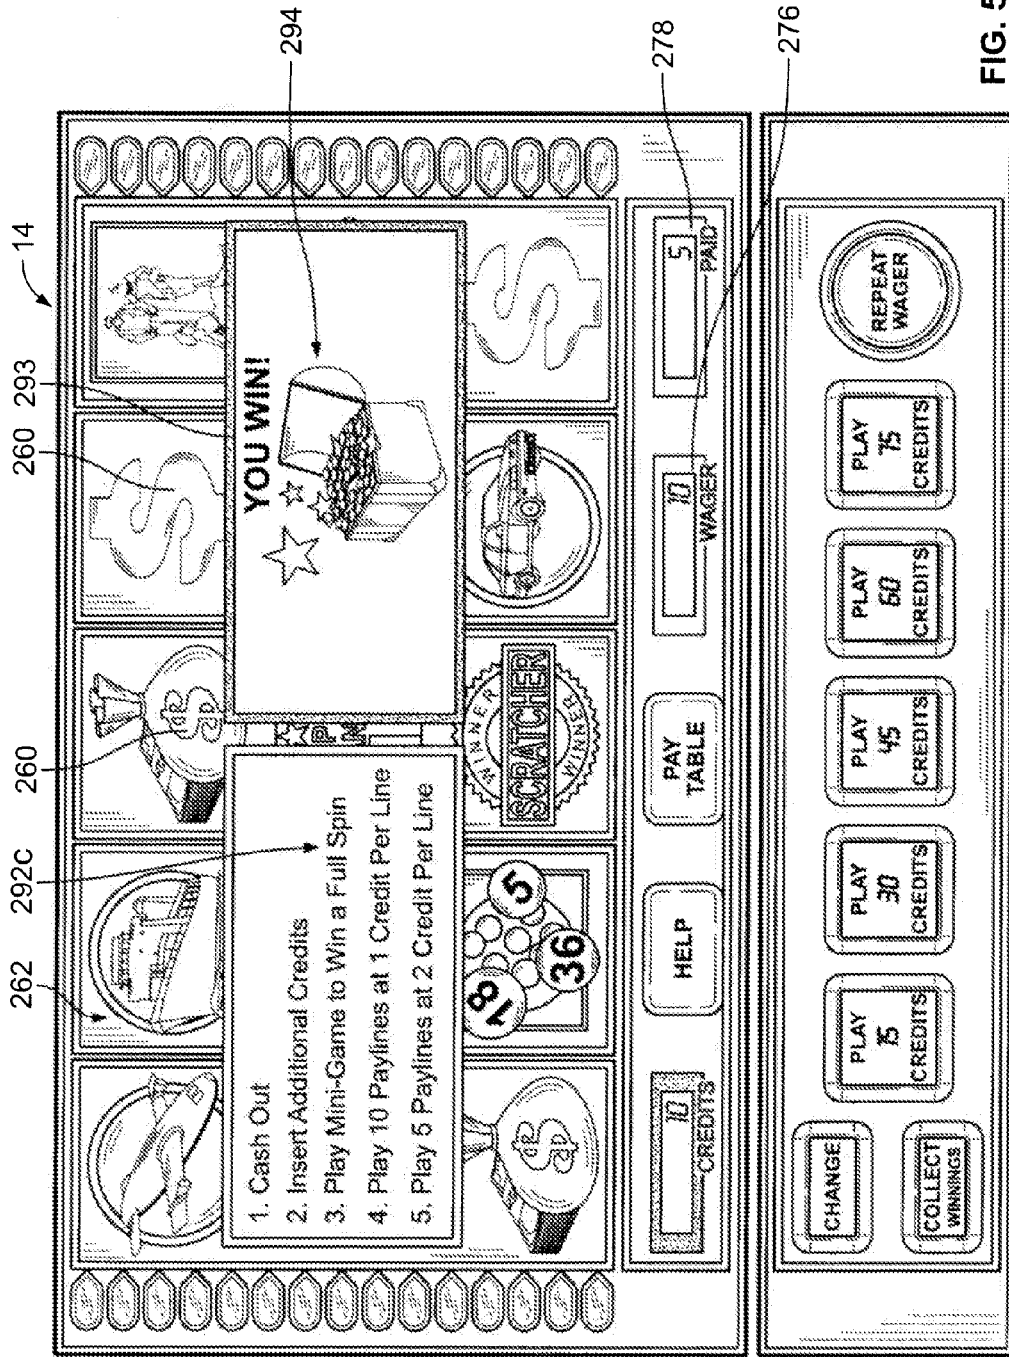 14
260
293
294
262
292C
260
YOU WIN!
1. Cash Out
2. Insert Additional Credits
3. Play Mini-Game to Win a Full Spin
4. Play 10 Paylines at 1 Credit Per Line
5. Play 5 Paylines at 2 Credit Per Line
$
WINNER
SCRATCHER
WINNER
18
36
5
$
10
CREDITS
HELP
PAY
TABLE
10
WAGER
5
PAID
278
276
CHANGE
COLLECT
WINNINGS
PLAY
15
CREDITS
PLAY
30
CREDITS
PLAY
45
CREDITS
PLAY
60
CREDITS
PLAY
75
CREDITS
REPEAT
WAGER
FIG. 5